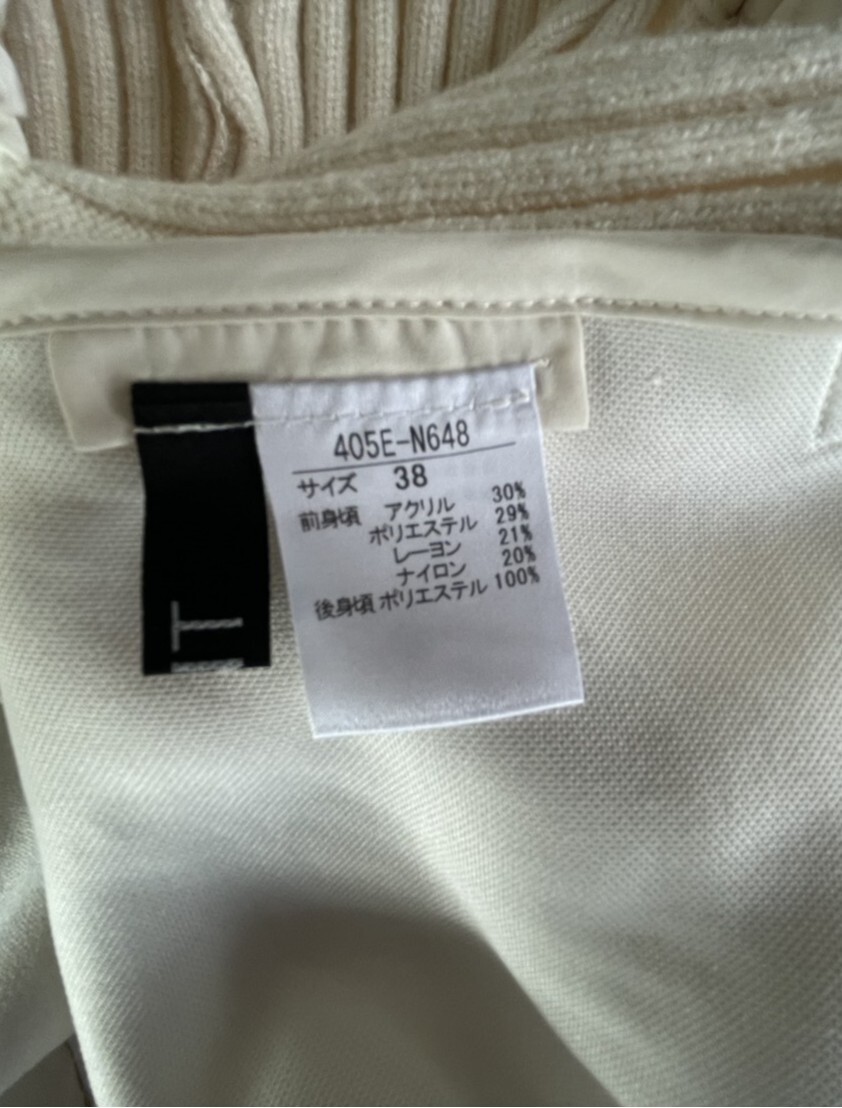 405E-N648
サイズ 38
前身頃 アクリル 30%
ポリエステル 29%
レーヨン 21%
ナイロン 20%
後身頃 ポリエステル 100%